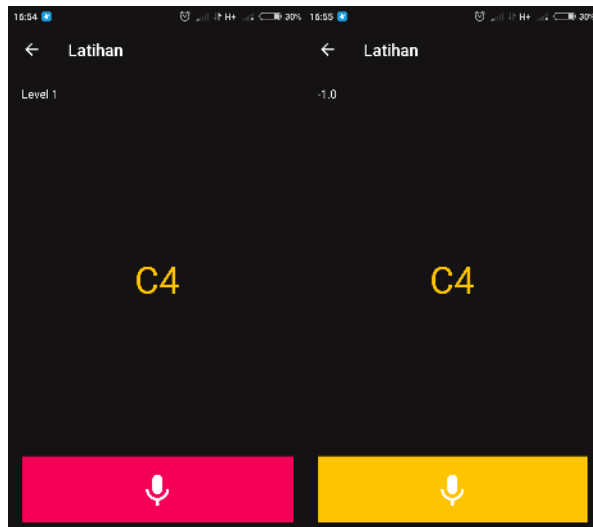 16:54 H+ 30%
Latihan
Level 1
C4
16:55 H+ 30%
Latihan
-1.0
C4